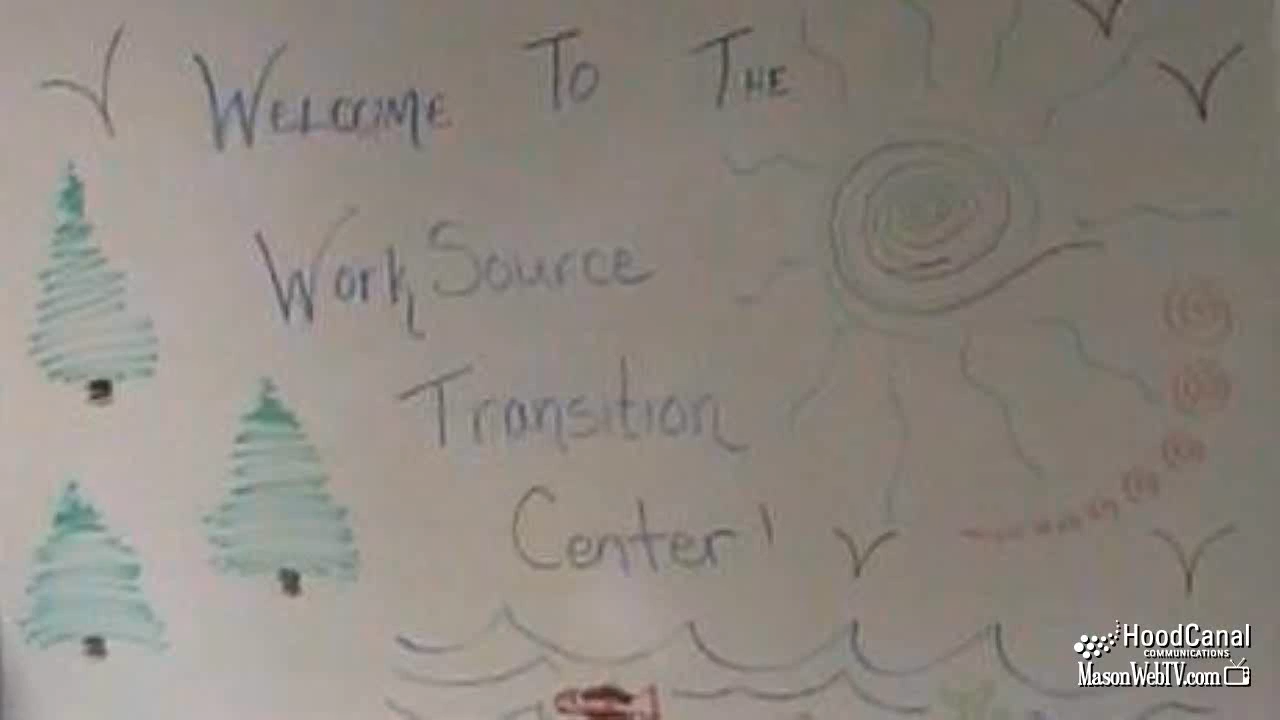 WELCOME TO THE
WorkSource
Transition
Center!
HoodCanal
COMMUNICATIONS
MasonWebTV.com